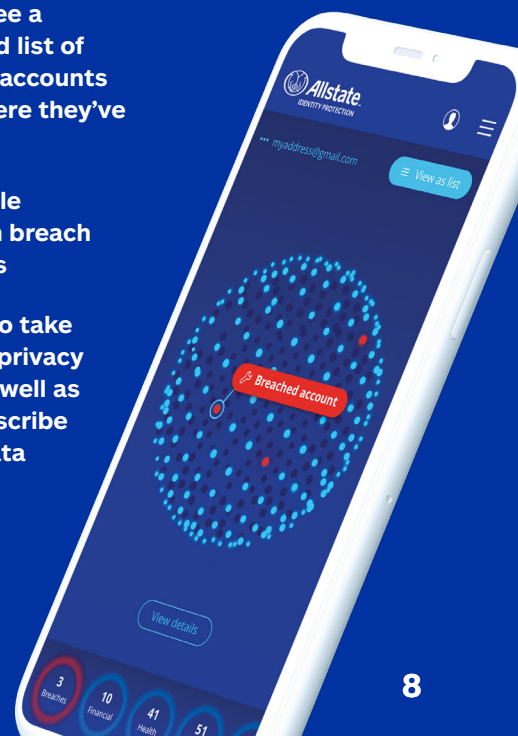 ee a
d list of
accounts
ere they've
le
n breach
s
o take
privacy
well as
scribe
ata
Allstate
IDENTITY PROTECTION
••• myaddress@gmail.com
View as list
Breached account
View details
3
Breaches
10
Financial
41
Health
51
8